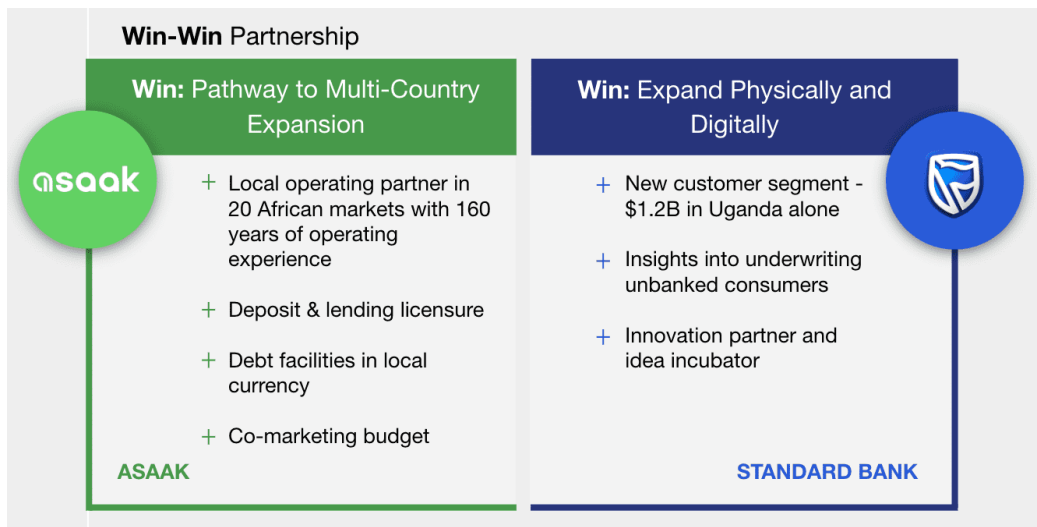 Win-Win Partnership
Win: Pathway to Multi-Country
Expansion
asaak
+ Local operating partner in
20 African markets with 160
years of operating
experience
+ Deposit & lending licensure
+ Debt facilities in local
currency
+ Co-marketing budget
ASAAK
Win: Expand Physically and
Digitally
+ New customer segment -
$1.2B in Uganda alone
+ Insights into underwriting
unbanked consumers
+ Innovation partner and
idea incubator
STANDARD BANK